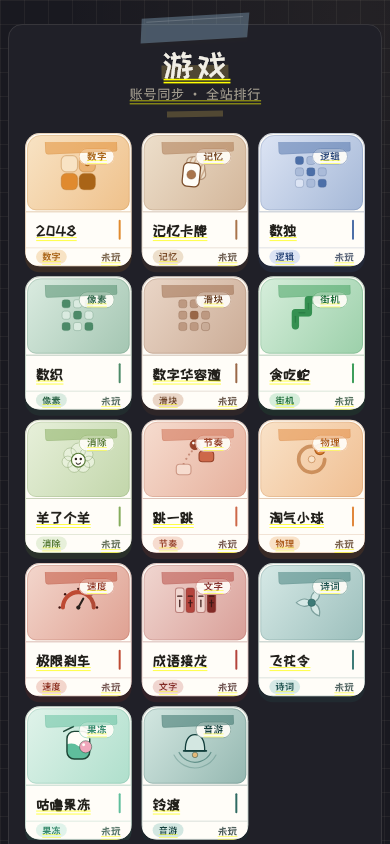 游戏
账号同步 · 全站排行
数字
记忆
逻辑
2048
记忆卡牌
数独
数字 未玩
记忆 未玩
逻辑 未玩
像素
滑块
街机
数织
数字华容道
贪吃蛇
像素 未玩
滑块 未玩
街机 未玩
消除
节奏
物理
羊了个羊
跳一跳
淘气小球
消除 未玩
节奏 未玩
物理 未玩
速度
文字
诗词
极限刹车
成语接龙
飞花令
速度 未玩
文字 未玩
诗词 未玩
果冻
音游
咕噜果冻
铃渡
果冻 未玩
音游 未玩